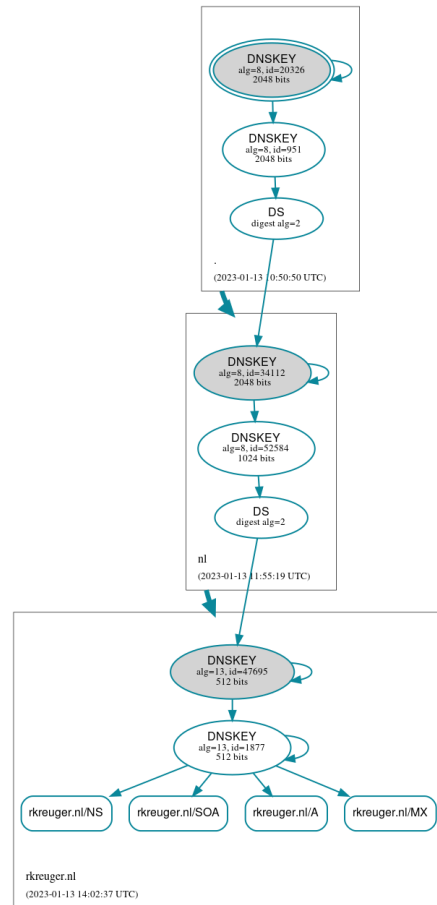 DNSKEY
alg=8, id=20326
2048 bits
DNSKEY
alg=8, id=951
2048 bits
DS
digest alg=2
.
(2023-01-13 10:50:50 UTC)
DNSKEY
alg=8, id=34112
2048 bits
DNSKEY
alg=8, id=52584
1024 bits
DS
digest alg=2
nl
(2023-01-13 11:55:19 UTC)
DNSKEY
alg=13, id=47695
512 bits
DNSKEY
alg=13, id=1877
512 bits
rkreuger.nl/NS
rkreuger.nl/SOA
rkreuger.nl/A
rkreuger.nl/MX
rkreuger.nl
(2023-01-13 14:02:37 UTC)